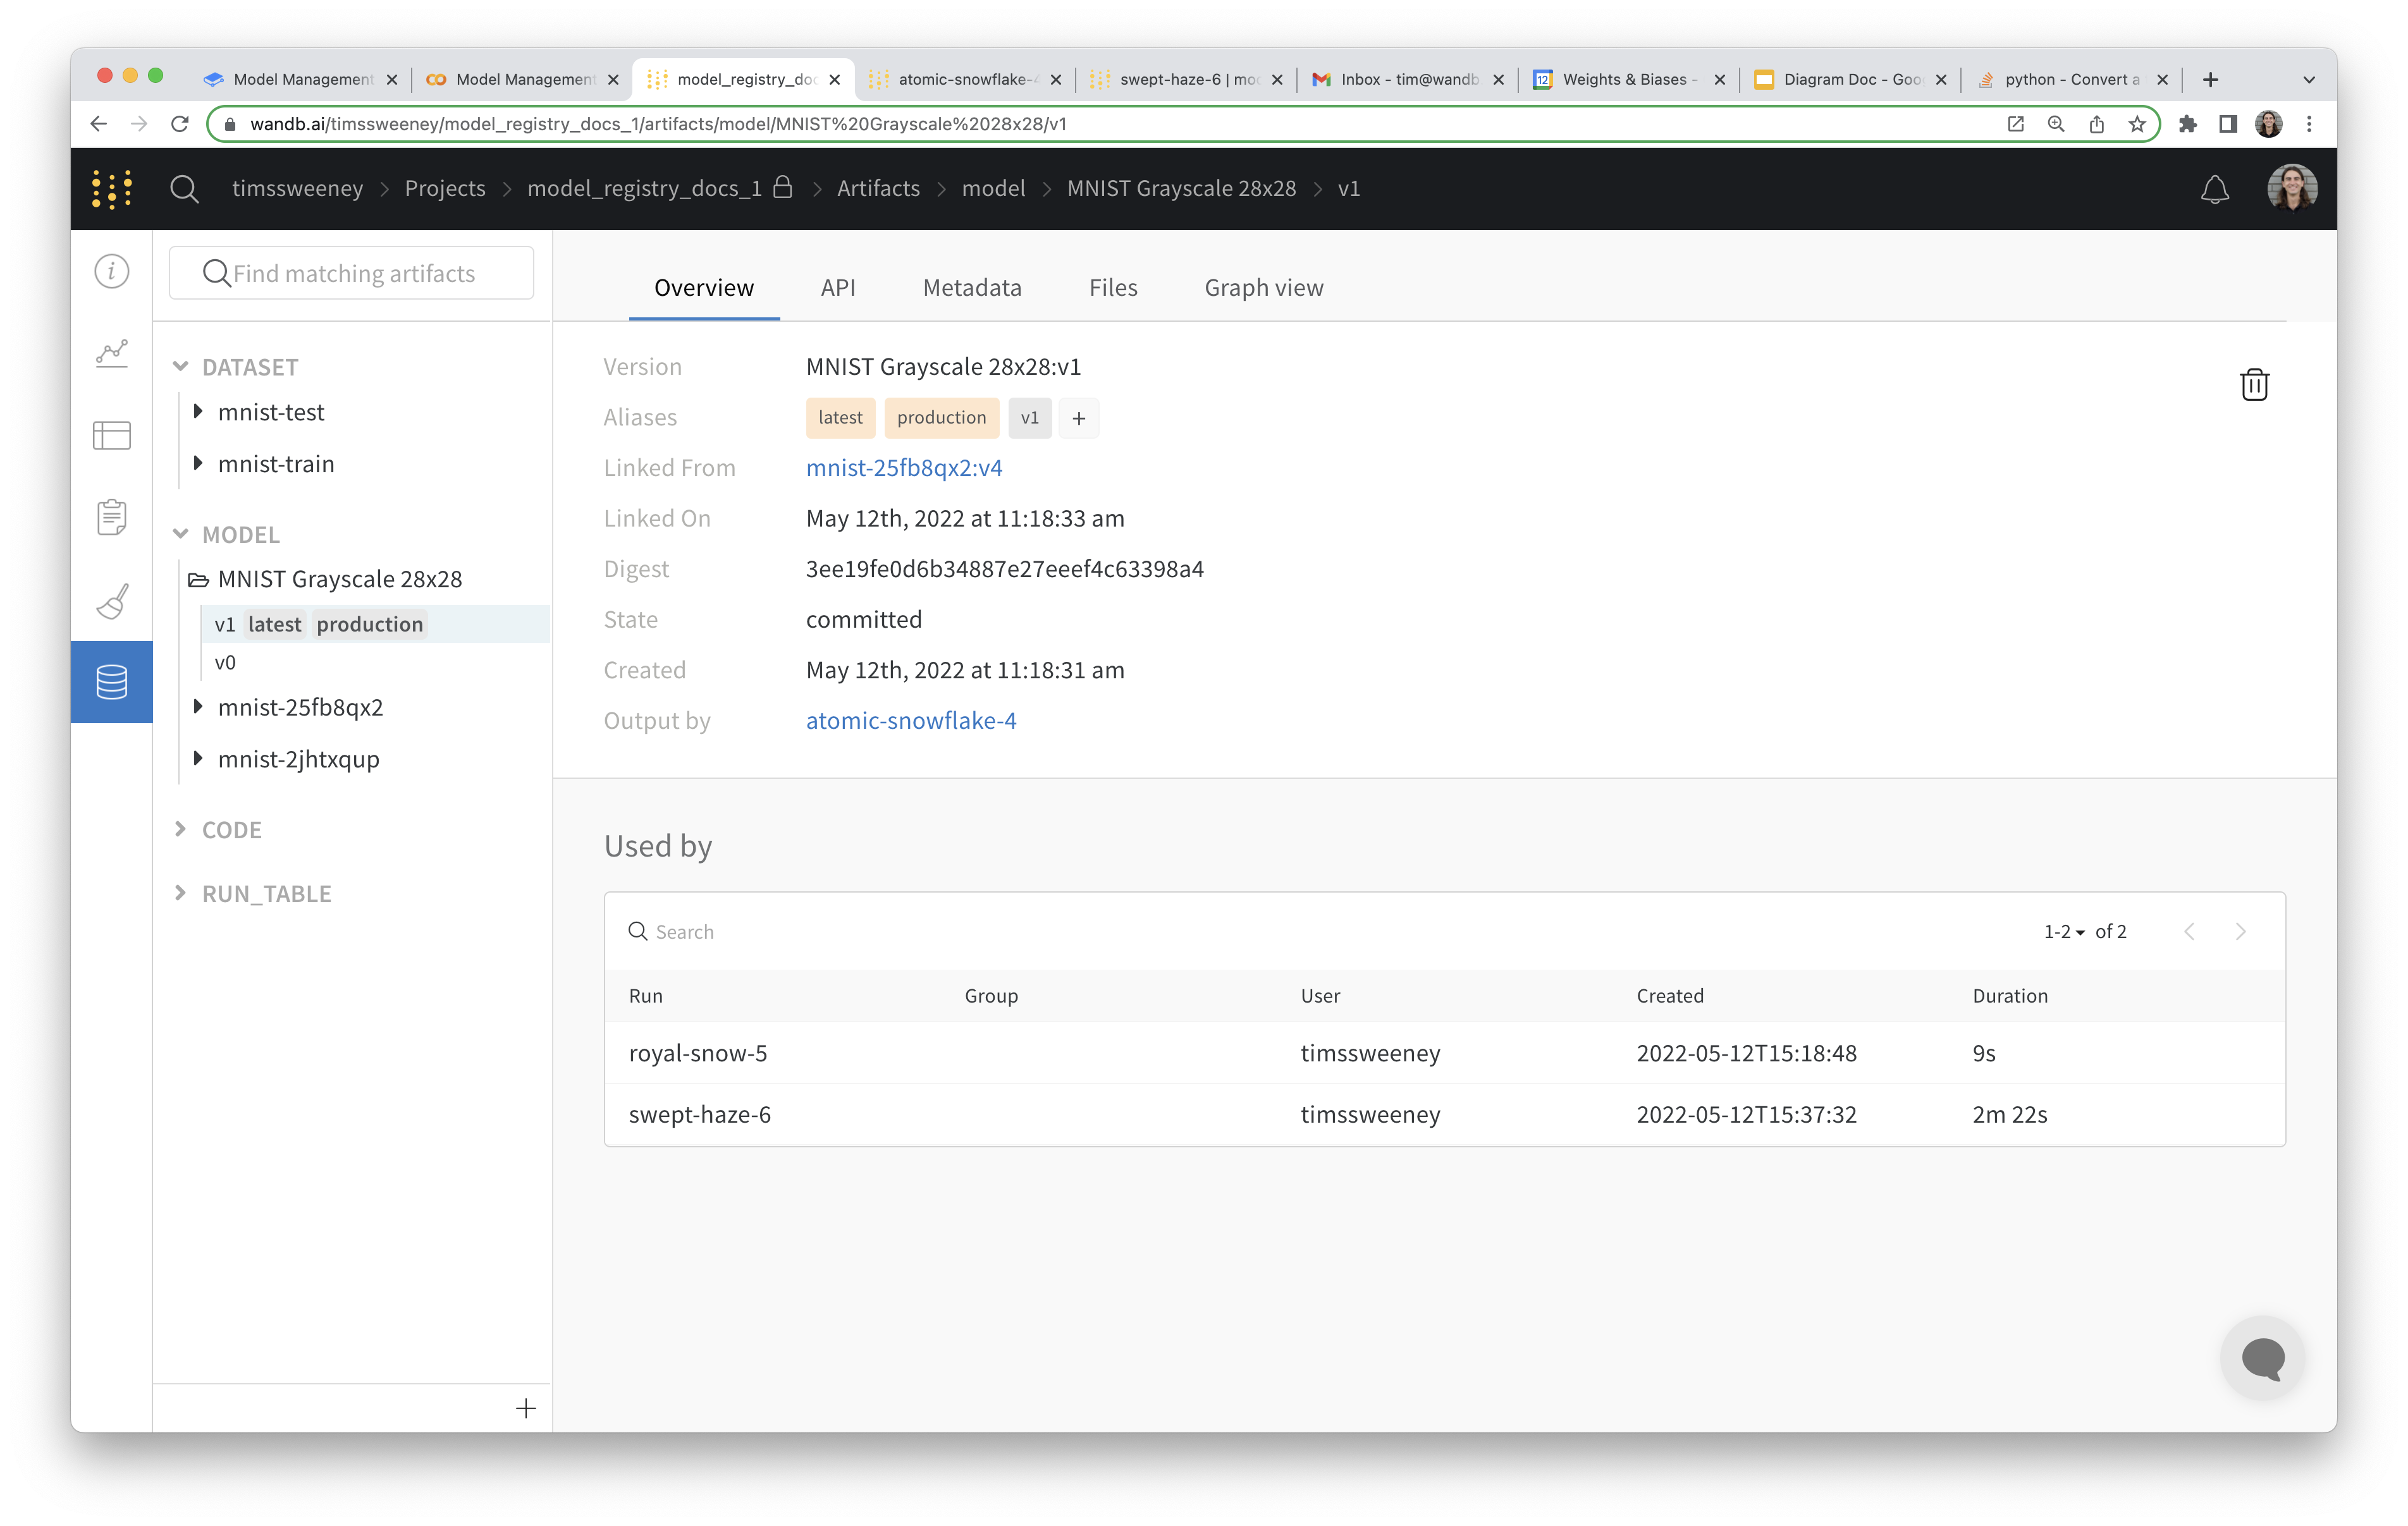 Model Management
Model Management
model_registry_doc
atomic-snowflake-4
swept-haze-6 | mod
Inbox - tim@wandb
12
Weights & Biases -
Diagram Doc - Goo
python - Convert a
wandb.ai/timssweeney/model_registry_docs_1/artifacts/model/MNIST%20Grayscale%2028x28/v1
timssweeney > Projects > model_registry_docs_1 > Artifacts > model > MNIST Grayscale 28x28 > v1
Find matching artifacts
DATASET
mnist-test
mnist-train
MODEL
MNIST Grayscale 28x28
v1 latest production
v0
mnist-25fb8qx2
mnist-2jhtxqup
CODE
RUN_TABLE
Overview API Metadata Files Graph view
Version MNIST Grayscale 28x28:v1
Aliases latest production v1 +
Linked From mnist-25fb8qx2:v4
Linked On May 12th, 2022 at 11:18:33 am
Digest 3ee19fe0d6b34887e27eeef4c63398a4
State committed
Created May 12th, 2022 at 11:18:31 am
Output by atomic-snowflake-4
Used by
Search
1-2 of 2
Run Group User Created Duration
royal-snow-5 timssweeney 2022-05-12T15:18:48 9s
swept-haze-6 timssweeney 2022-05-12T15:37:32 2m 22s